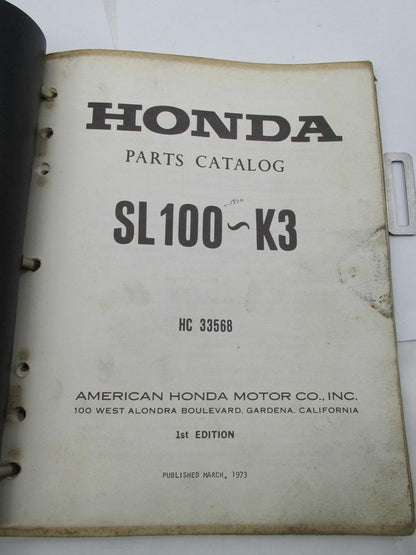 HONDA
PARTS CATALOG
SL100~K3
HC 33568
AMERICAN HONDA MOTOR CO., INC.
100 WEST ALONDRA BOULEVARD, GARDENA, CALIFORNIA
1st EDITION
PUBLISHED MARCH, 1973